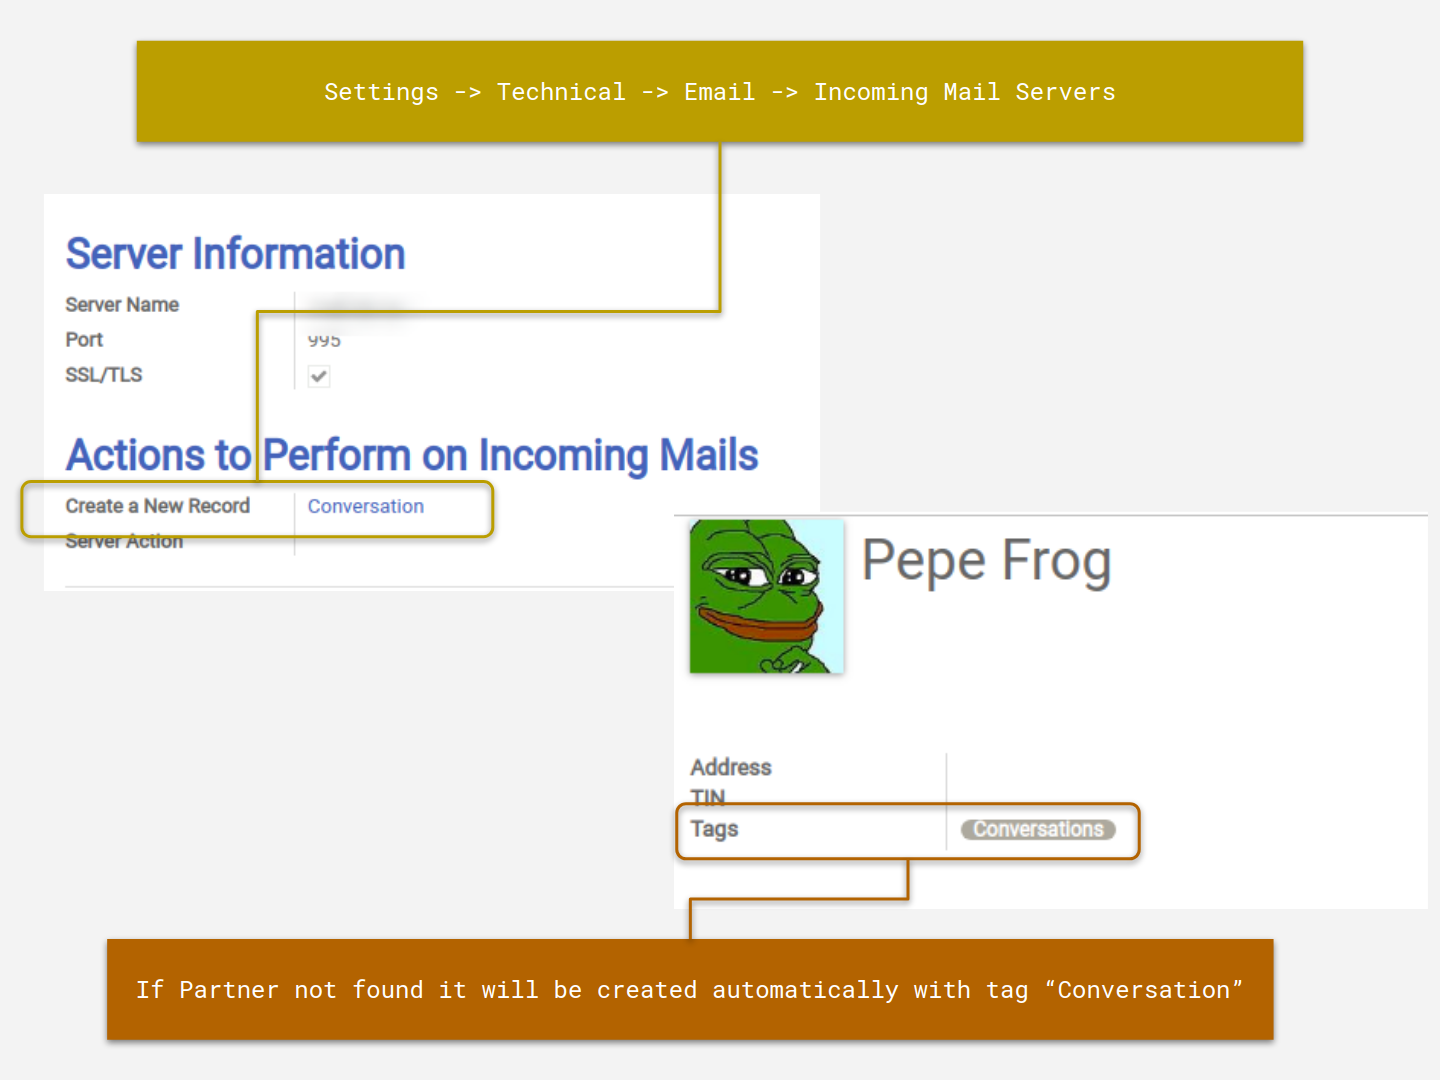 Settings -> Technical -> Email -> Incoming Mail Servers
Server Information
Server Name
Port 995
SSL/TLS
Actions to Perform on Incoming Mails
Create a New Record Conversation
Server Action
Pepe Frog
Address
TIN
Tags Conversations
If Partner not found it will be created automatically with tag “Conversation”